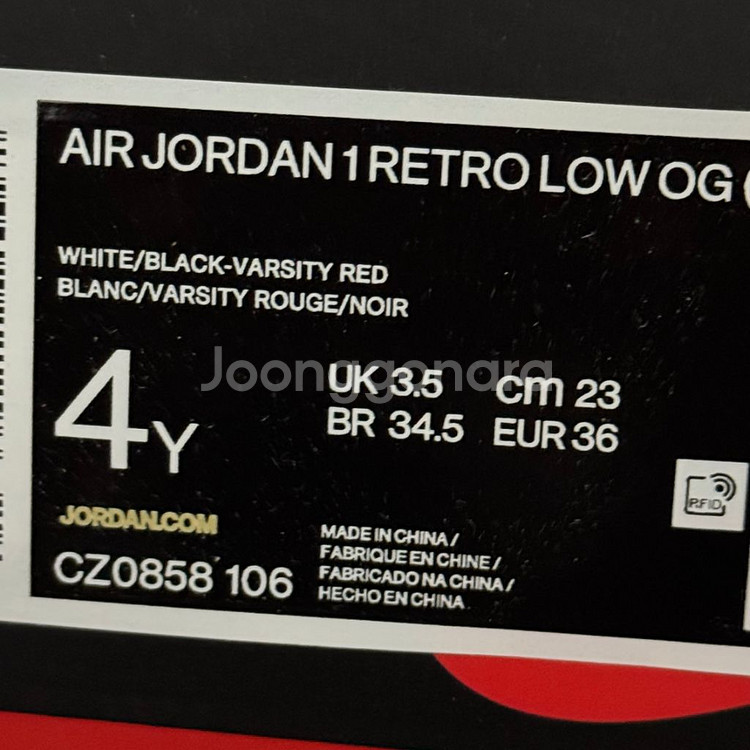 AIR JORDAN 1 RETRO LOW OG (
WHITE/BLACK-VARSITY RED
BLANC/VARSITY ROUGE/NOIR
Joonggonara
4Y
UK 3.5 cm 23
BR 34.5 EUR 36
RFID
JORDAN.COM
CZ0858 106
MADE IN CHINA /
FABRIQUE EN CHINE /
FABRICADO NA CHINA /
HECHO EN CHINA